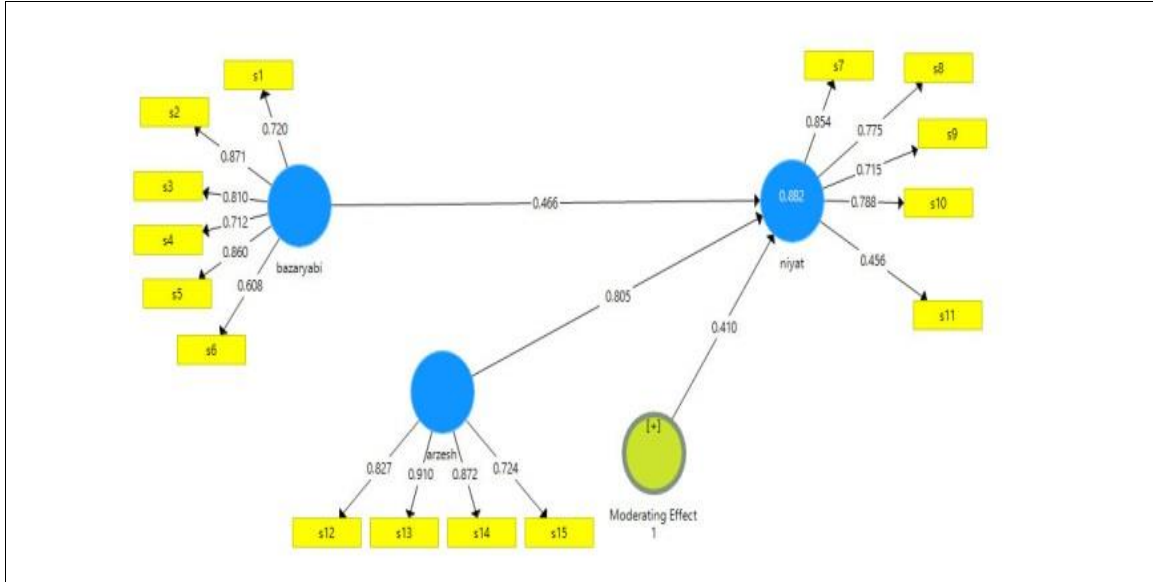 s1
s2
s3
s4
s5
s6
0.720
0.871
0.810
0.712
0.860
0.608
bazaryabi
0.466
0.805
0.410
s7
s8
s9
s10
s11
0.854
0.775
0.715
0.788
0.456
0.882
niyat
arzesh
0.827
0.910
0.872
0.724
s12
s13
s14
s15
[+]
Moderating Effect
1